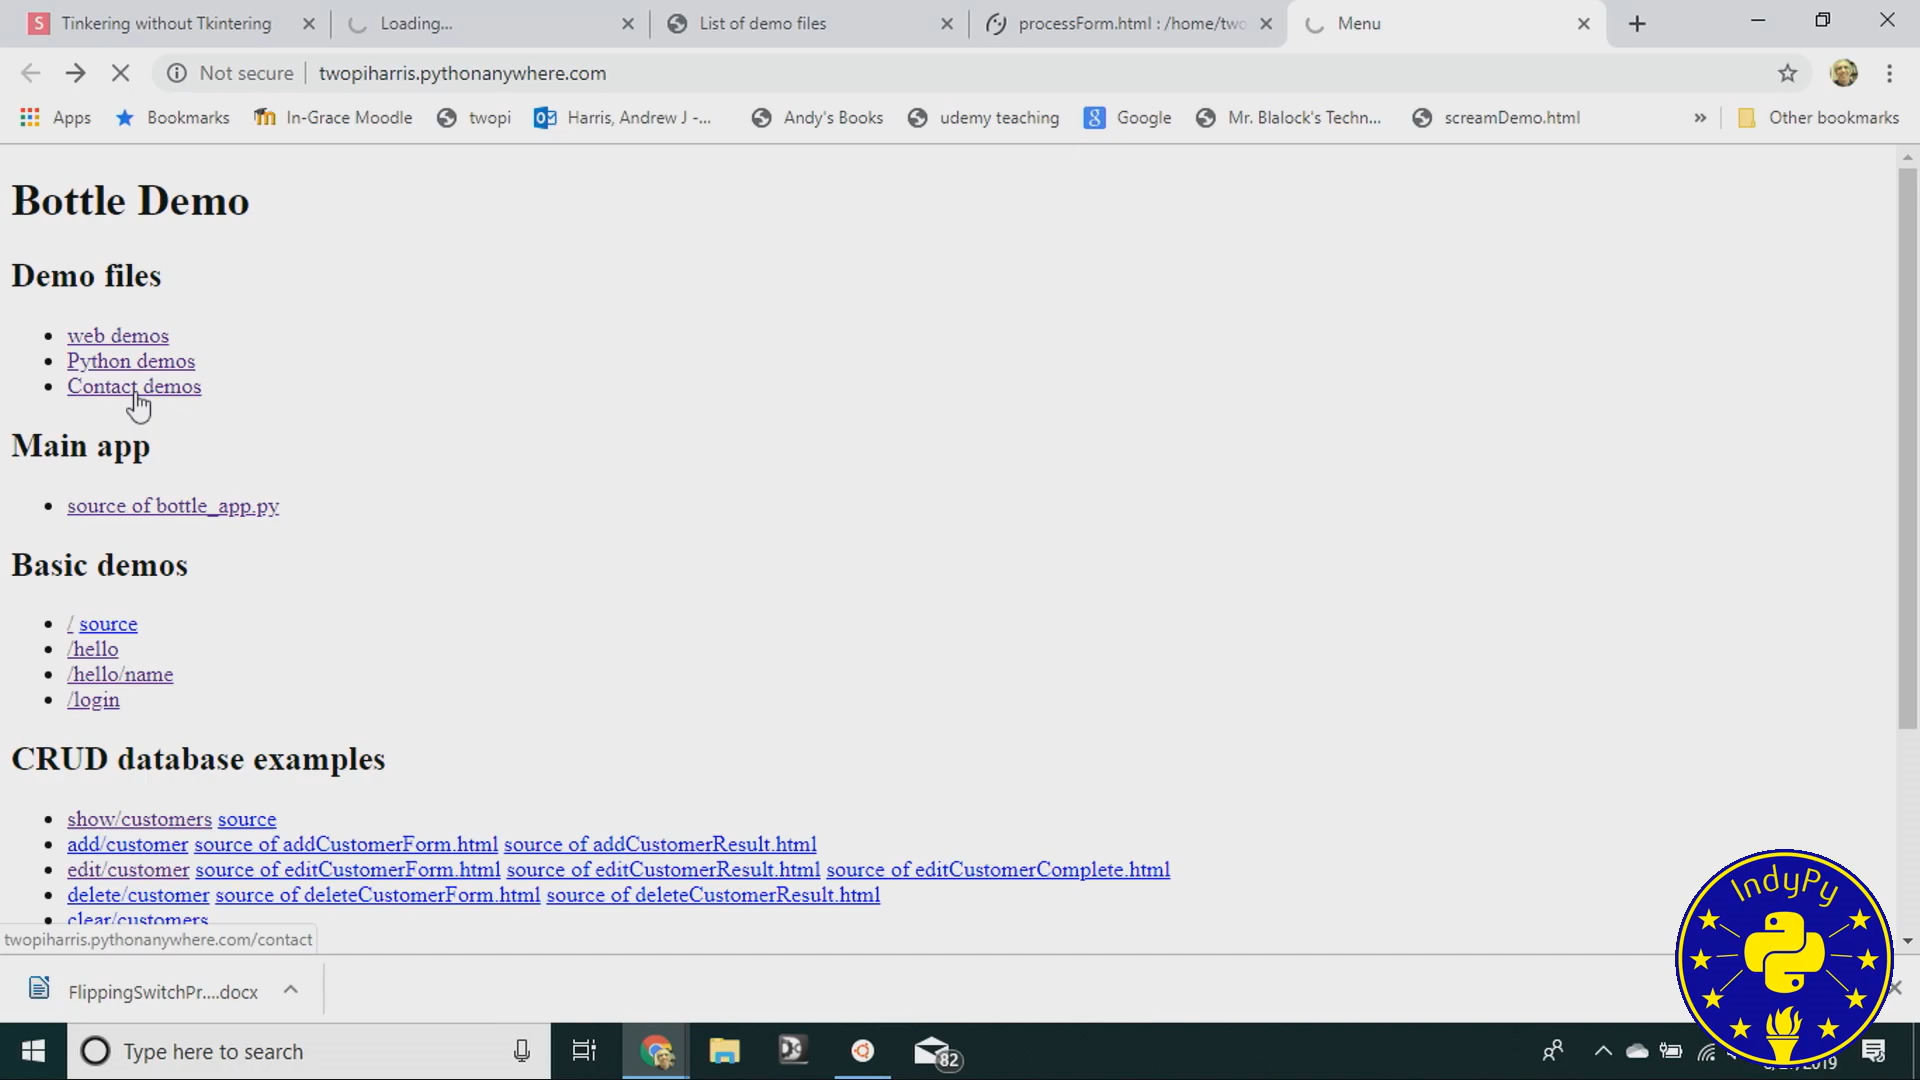 Tinkering without Tkintering
Loading...
List of demo files
processForm.html : /home/two
Menu
Not secure
twopiharris.pythonanywhere.com
Apps
Bookmarks
In-Grace Moodle
twopi
Harris, Andrew J -...
Andy's Books
udemy teaching
Google
Mr. Blalock's Techn...
screamDemo.html
»
Other bookmarks
Bottle Demo
Demo files
web demos
Python demos
Contact demos
Main app
source of bottle_app.py
Basic demos
/ source
/hello
/hello/name
/login
CRUD database examples
show/customers source
add/customer source of addCustomerForm.html source of addCustomerResult.html
edit/customer source of editCustomerForm.html source of editCustomerResult.html source of editCustomerComplete.html
delete/customer source of deleteCustomerForm.html source of deleteCustomerResult.html
clear/customers
twopiharris.pythonanywhere.com/contact
IndyPy
FlippingSwitchPr....docx
Type here to search
82